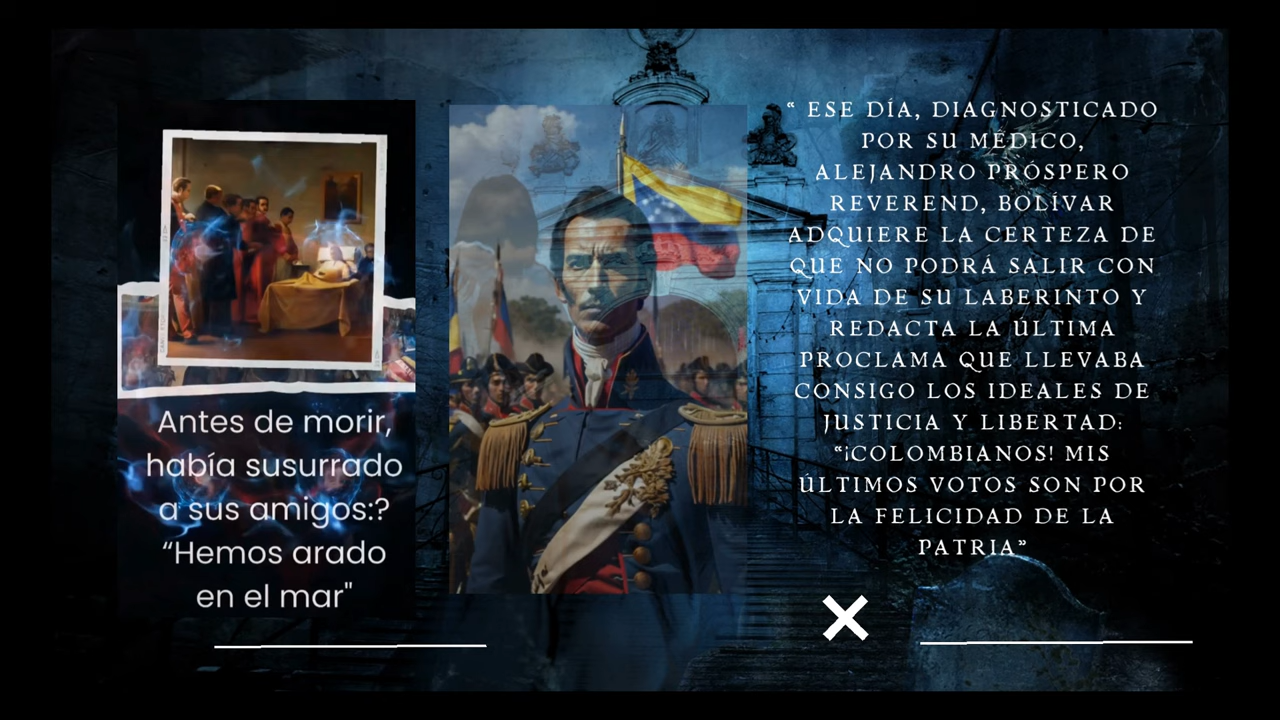 Antes de morir,
había susurrado
a sus amigos:?
“Hemos arado
en el mar"
“ ESE DÍA, DIAGNOSTICADO
POR SU MÉDICO,
ALEJANDRO PRÓSPERO
REVEREND, BOLÍVAR
ADQUIERE LA CERTEZA DE
QUE NO PODRÁ SALIR CON
VIDA DE SU LABERINTO Y
REDACTA LA ÚLTIMA
PROCLAMA QUE LLEVABA
CONSIGO LOS IDEALES DE
JUSTICIA Y LIBERTAD:
“¡COLOMBIANOS! MIS
ÚLTIMOS VOTOS SON POR
LA FELICIDAD DE LA
PATRIA”